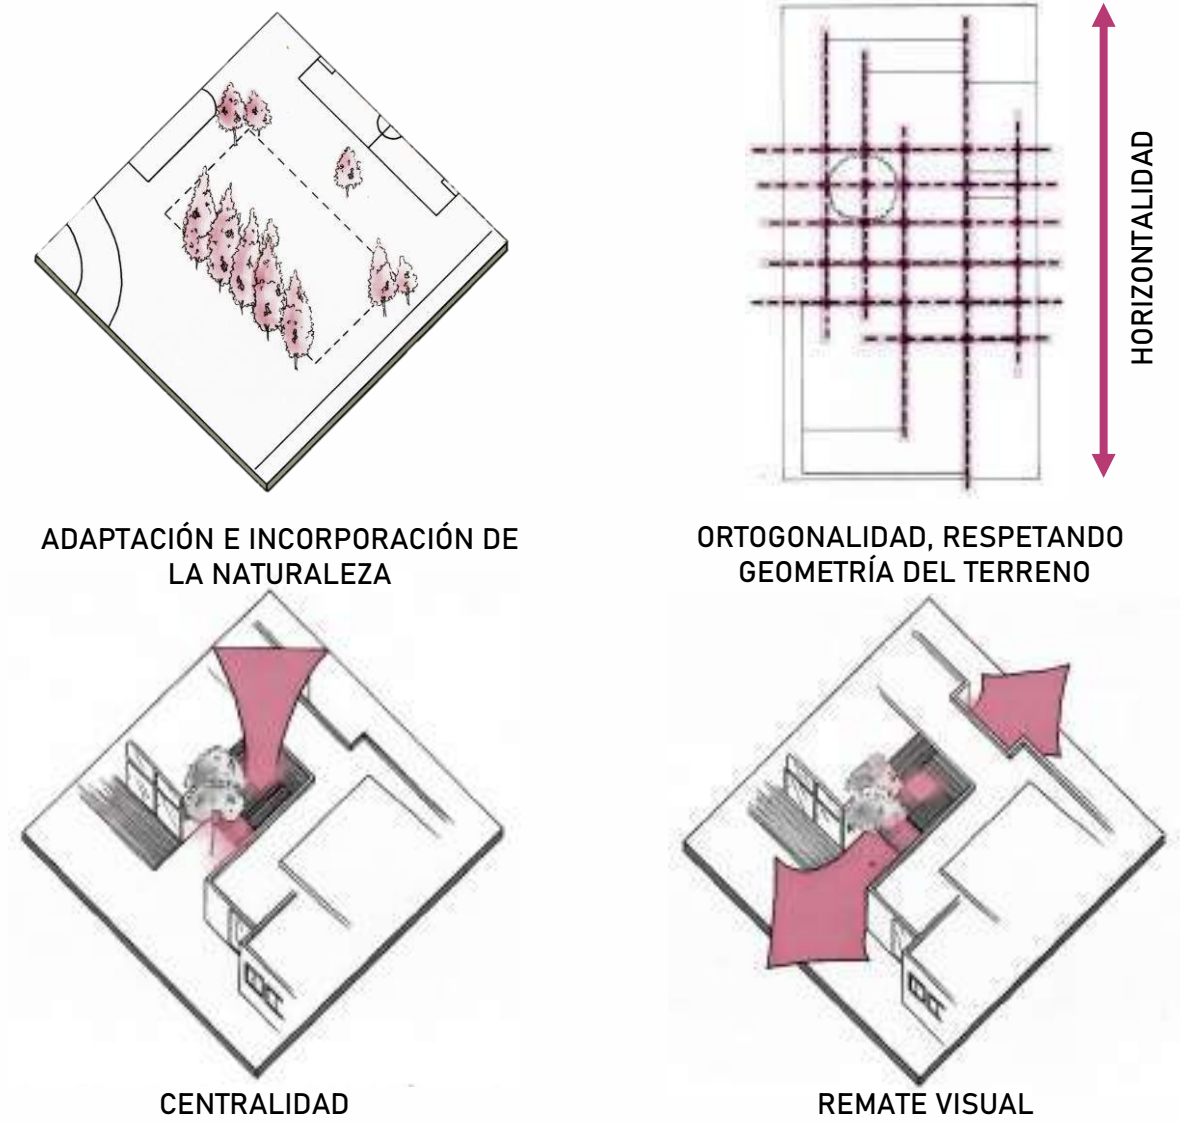 HORIZONTALIDAD
ADAPTACIÓN E INCORPORACIÓN DE
LA NATURALEZA
ORTOGONALIDAD, RESPETANDO
GEOMETRÍA DEL TERRENO
CENTRALIDAD
REMATE VISUAL